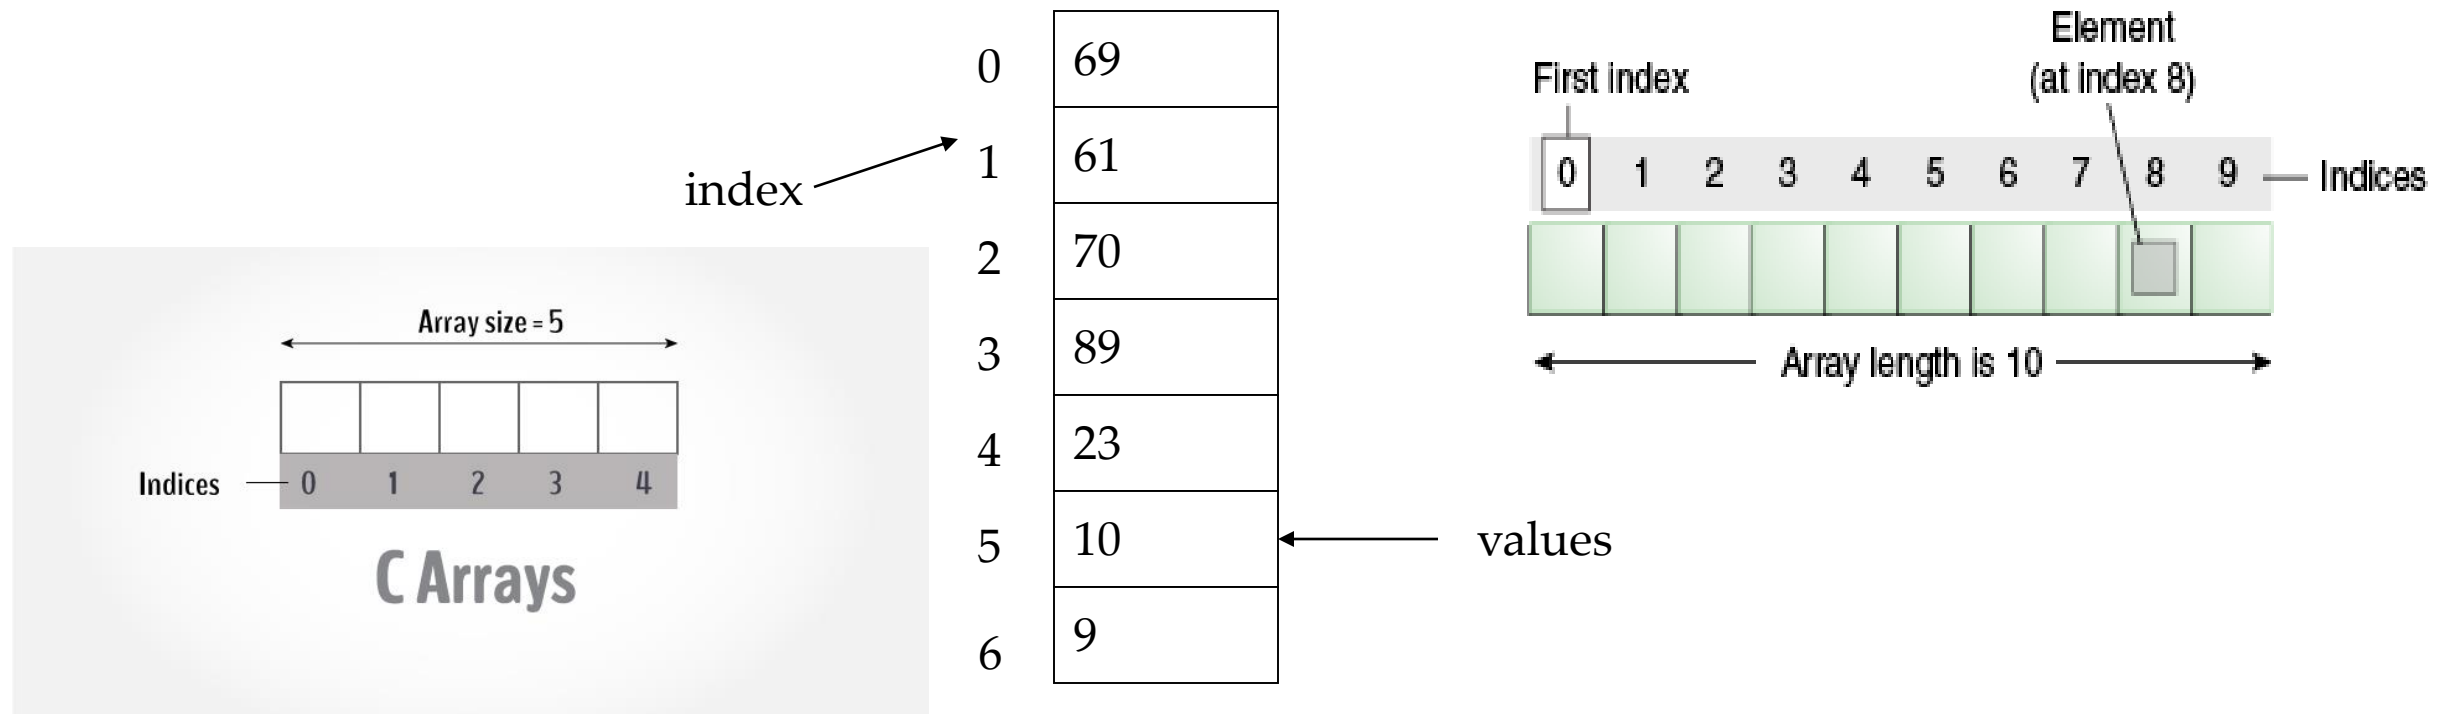 Array size = 5
Indices 0 1 2 3 4
C Arrays
index
0 69
1 61
2 70
3 89
4 23
5 10
6 9
values
First index
Element
(at index 8)
0 1 2 3 4 5 6 7 8 9 Indices
Array length is 10